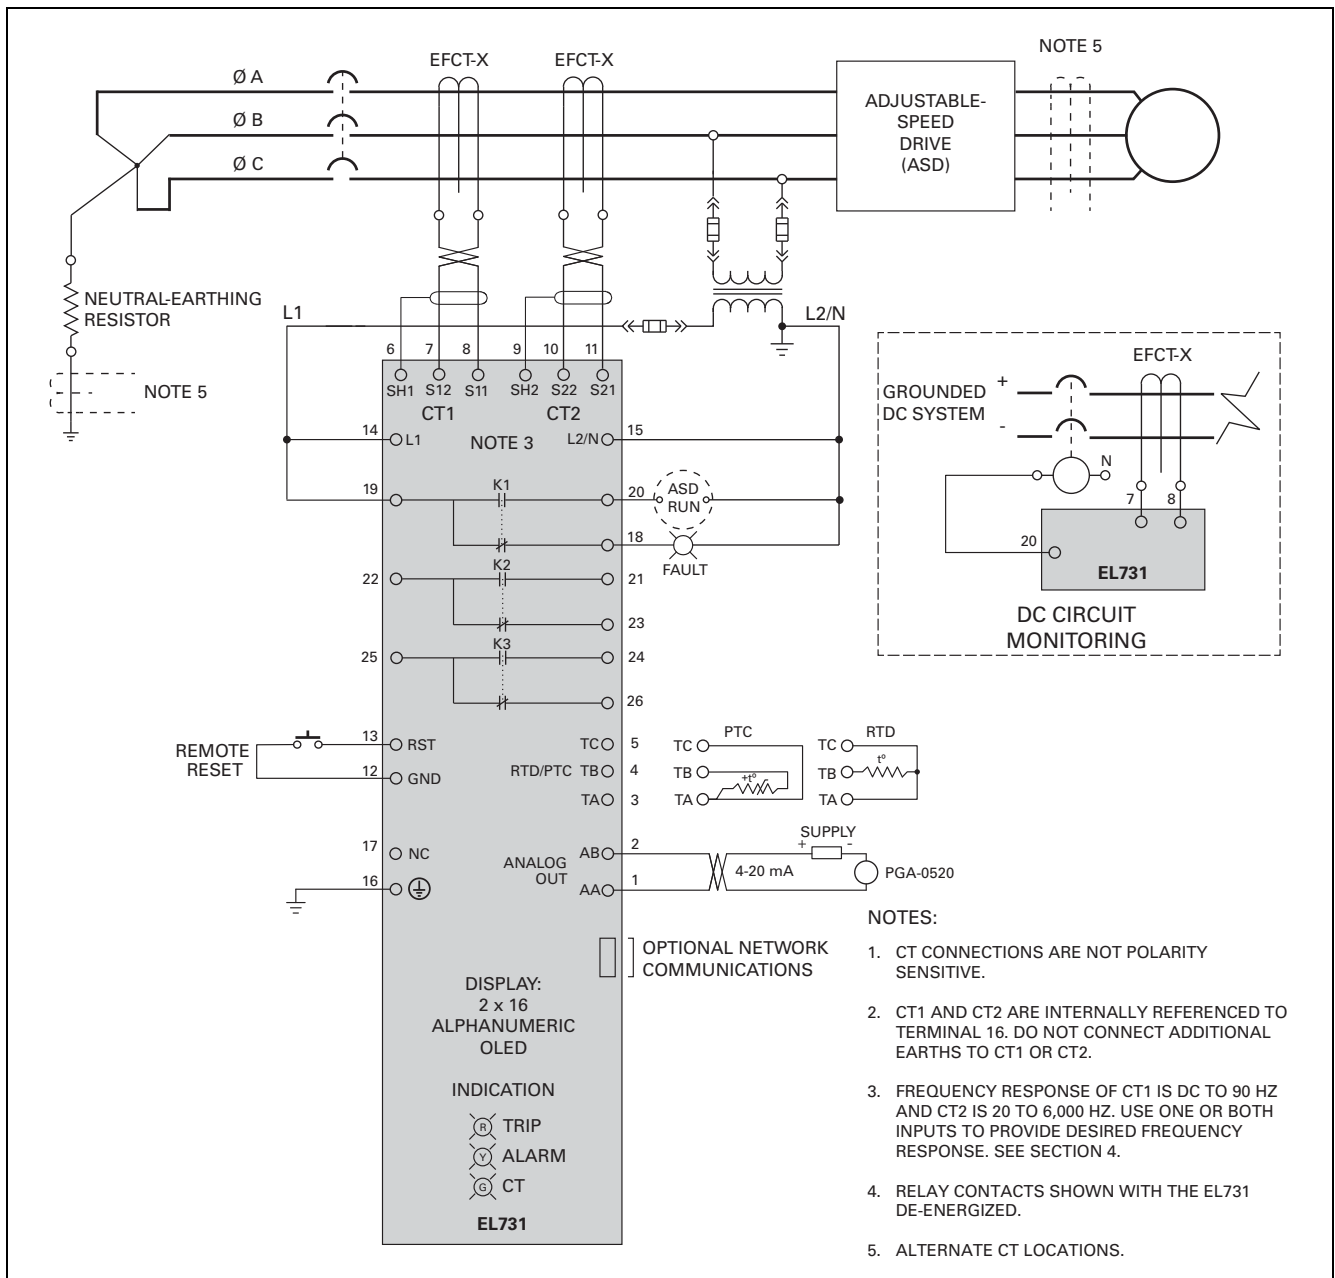 NOTE 5
EFCT-X
EFCT-X
Ø A
Ø B
Ø C
ADJUSTABLE-
SPEED
DRIVE
(ASD)
NEUTRAL-EARTHING
RESISTOR
NOTE 5
L1
L2/N
6
7
8
9
10
11
SH1
S12
S11
SH2
S22
S21
CT1
CT2
14
L1
NOTE 3
L2/N
15
19
K1
20
ASD
RUN
18
FAULT
22
K2
21
23
25
K3
24
26
REMOTE
RESET
13
RST
12
GND
TC
5
RTD/PTC
TB
4
TA
3
PTC
TC
TB
+tº
TA
RTD
TC
tº
TB
TA
17
NC
16
ANALOG
OUT
AB
2
AA
1
4-20 mA
SUPPLY
+
-
PGA-0520
OPTIONAL NETWORK
COMMUNICATIONS
DISPLAY:
2 x 16
ALPHANUMERIC
OLED
INDICATION
R
TRIP
Y
ALARM
G
CT
EL731
EFCT-X
GROUNDED
DC SYSTEM
+
-
N
7
8
20
EL731
DC CIRCUIT
MONITORING
NOTES:
1. CT CONNECTIONS ARE NOT POLARITY
SENSITIVE.
2. CT1 AND CT2 ARE INTERNALLY REFERENCED TO
TERMINAL 16. DO NOT CONNECT ADDITIONAL
EARTHS TO CT1 OR CT2.
3. FREQUENCY RESPONSE OF CT1 IS DC TO 90 HZ
AND CT2 IS 20 TO 6,000 HZ. USE ONE OR BOTH
INPUTS TO PROVIDE DESIRED FREQUENCY
RESPONSE. SEE SECTION 4.
4. RELAY CONTACTS SHOWN WITH THE EL731
DE-ENERGIZED.
5. ALTERNATE CT LOCATIONS.